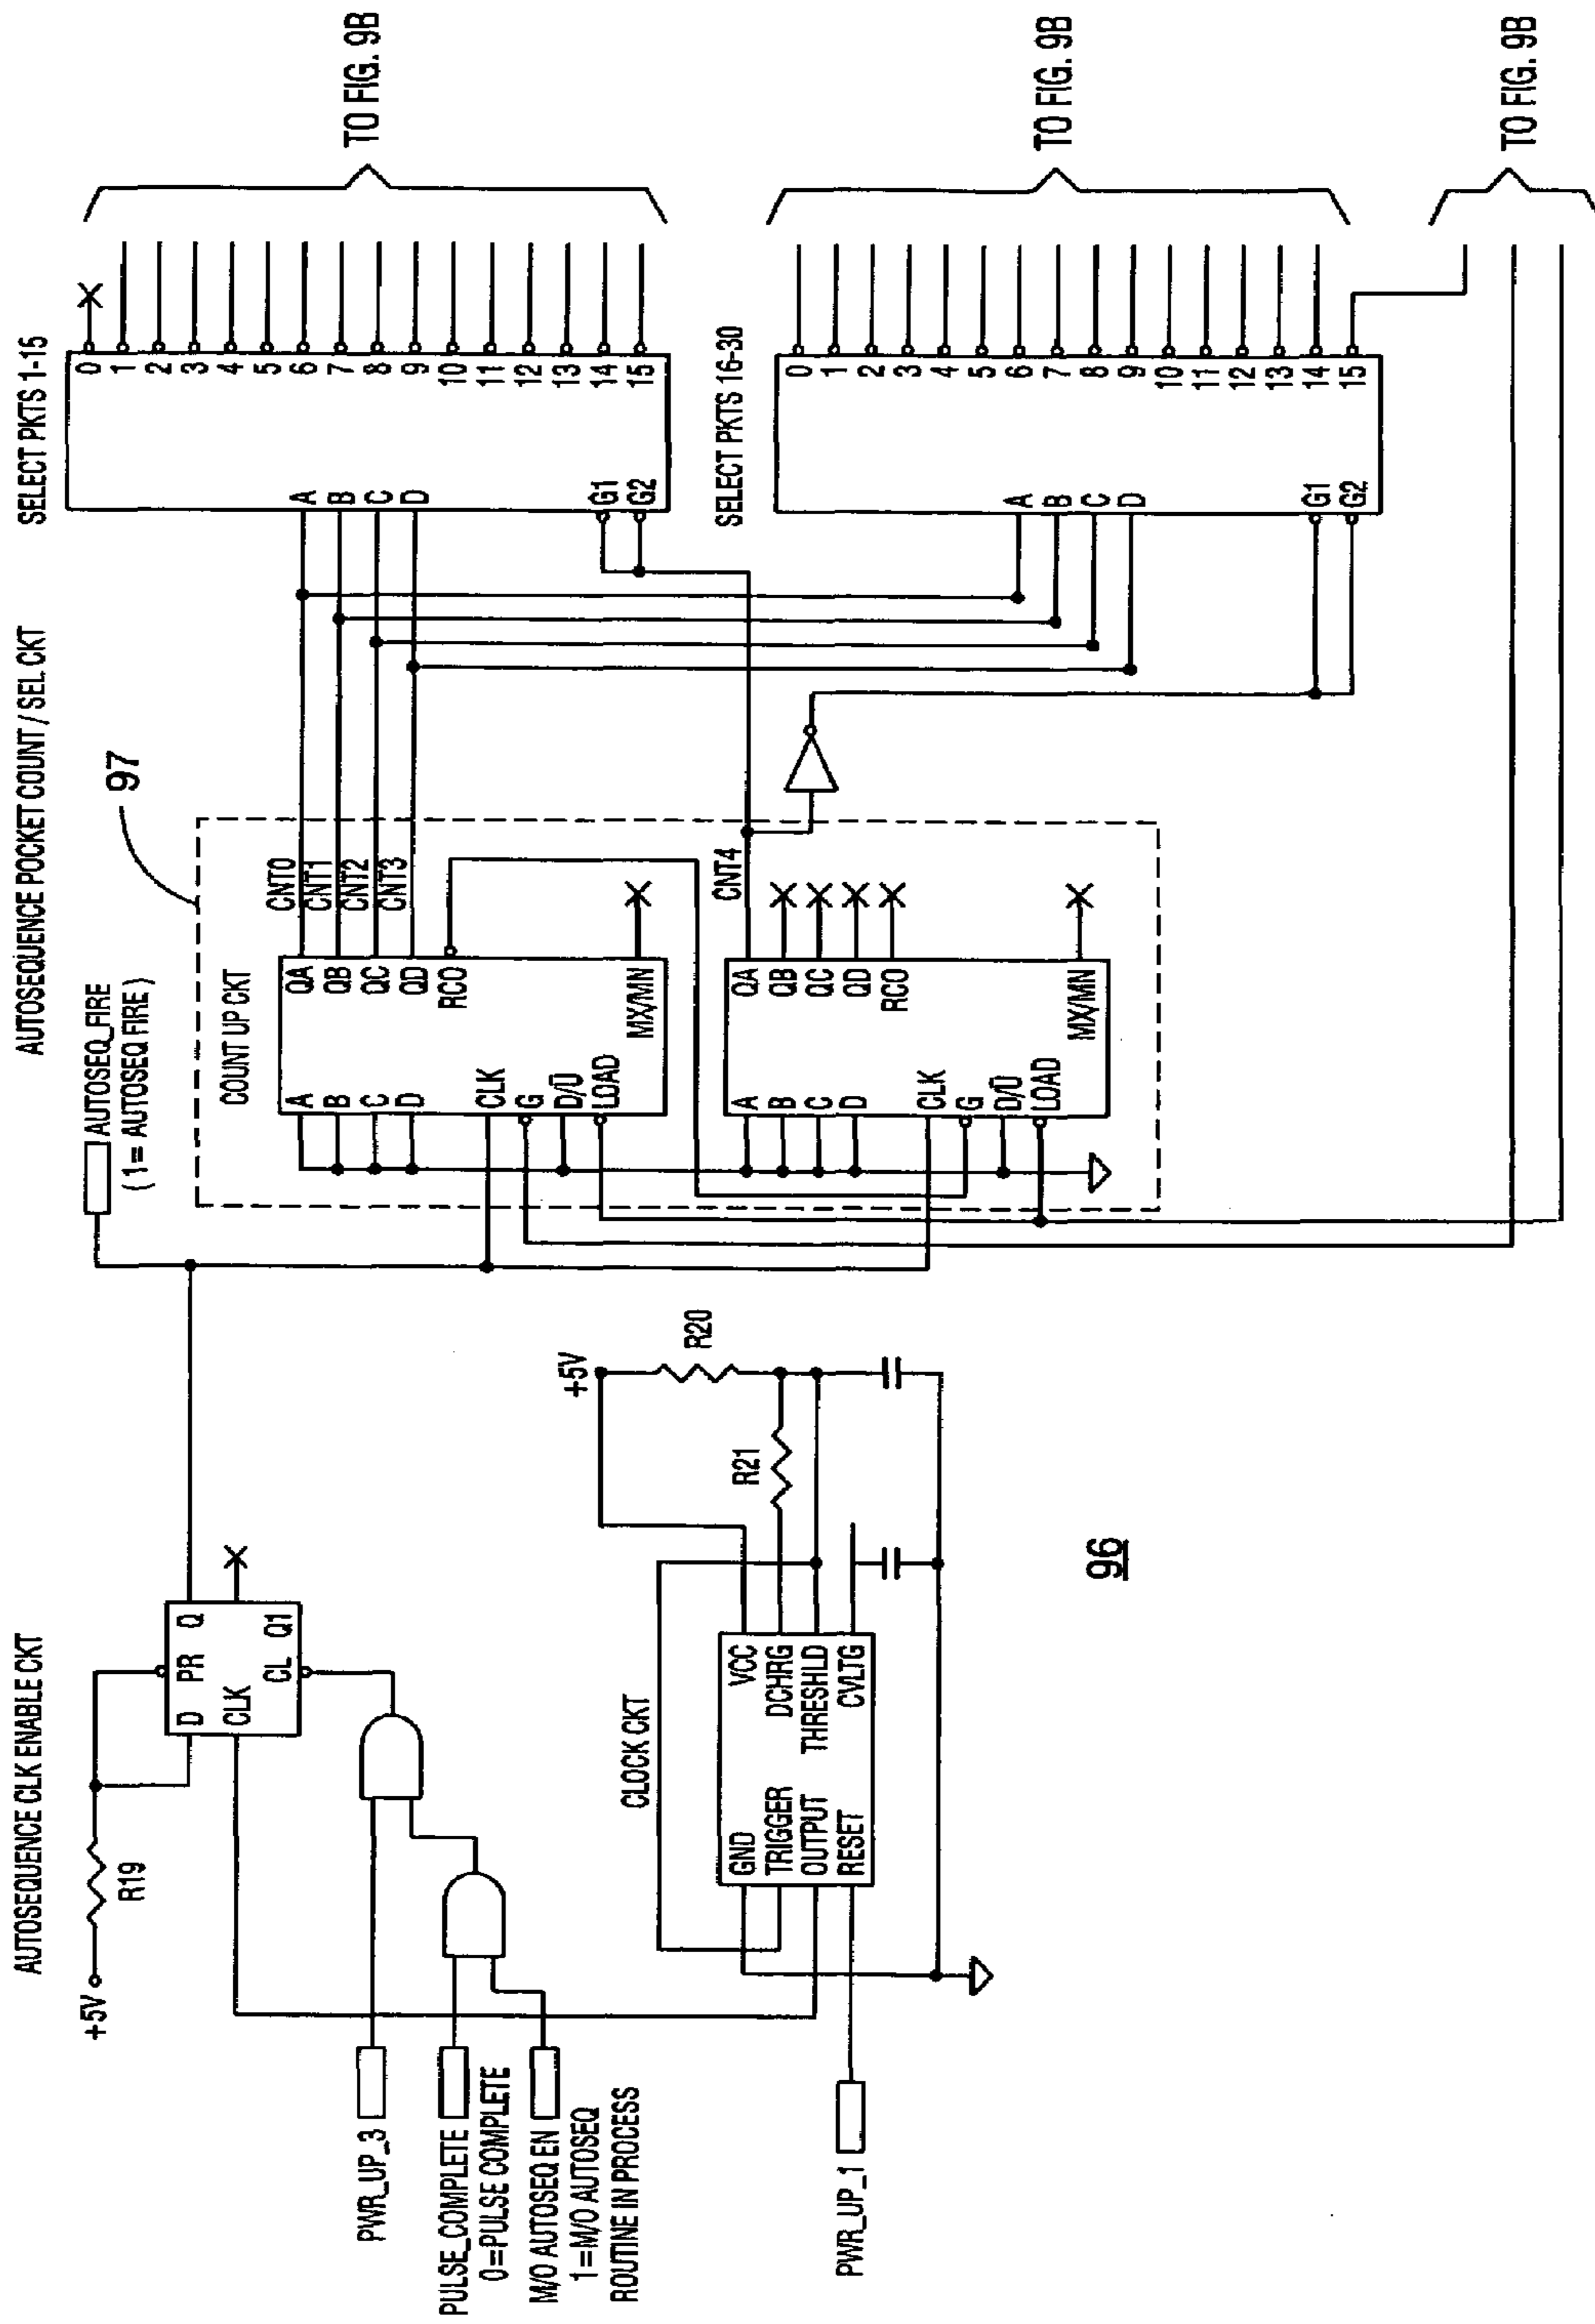 AUTOSEQUENCE CLK ENABLE CKT
+5V
R19
D
PR
Q
CLK
CL
Q1
PWR_UP_3
PULSE_COMPLETE
0=PULSE COMPLETE
M/O AUTOSEQ EN
1=M/O AUTOSEQ
ROUTINE IN PROCESS
CLOCK CKT
GND
TRIGGER
OUTPUT
RESET
VCC
DCHRG
THRESHLD
CVLTG
PWR_UP_1
+5V
R20
R21
96
AUTOSEQUENCE POCKET COUNT / SEL CKT
AUTOSEQ_FIRE
(1= AUTOSEQ FIRE )
97
COUNT UP CKT
A
B
C
D
CLK
G
D/U̅
LOAD
QA
QB
QC
QD
RCO
MX/MN
CNT0
CNT1
CNT2
CNT3
A
B
C
D
CLK
G
D/U̅
LOAD
QA
QB
QC
QD
RCO
MX/MN
CNT4
SELECT PKTS 1-15
A
B
C
D
G1
G2
0
1
2
3
4
5
6
7
8
9
10
11
12
13
14
15
TO FIG. 9B
SELECT PKTS 16-30
A
B
C
D
G1
G2
0
1
2
3
4
5
6
7
8
9
10
11
12
13
14
15
TO FIG. 9B
TO FIG. 9B